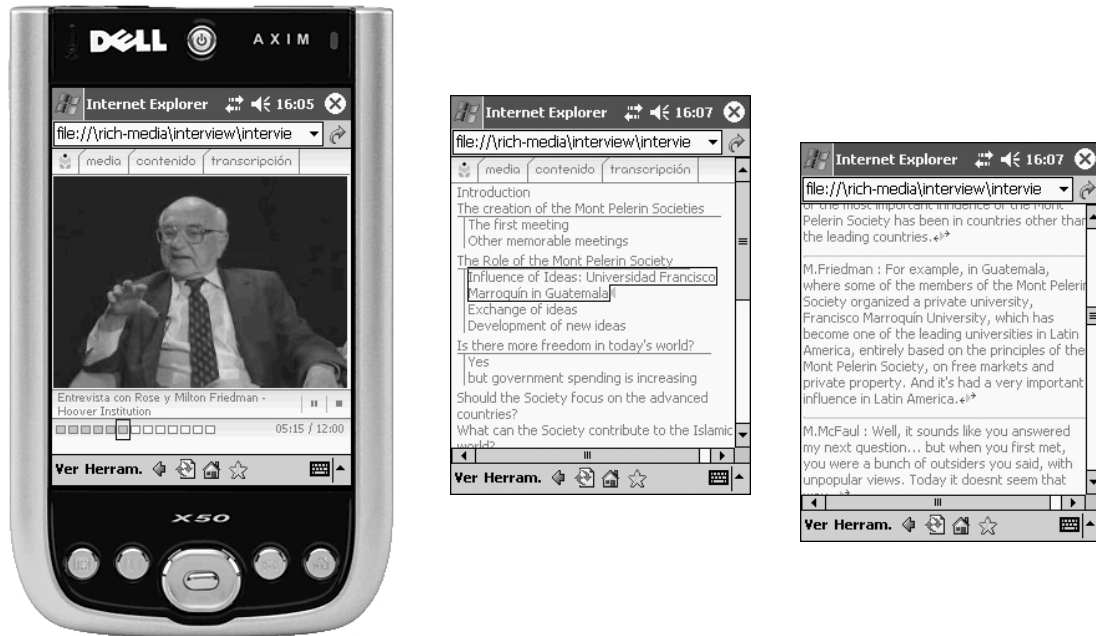 DELL AXIM
Internet Explorer 16:05
file://\rich-media\interview\intervie
media contenido transcripción
Entrevista con Rose y Milton Friedman -
Hoover Institution
05:15 / 12:00
Ver Herram.
X50
Internet Explorer 16:07
file://\rich-media\interview\intervie
media contenido transcripción
Introduction
The creation of the Mont Pelerin Societies
The first meeting
Other memorable meetings
The Role of the Mont Pelerin Society
Influence of Ideas: Universidad Francisco
Marroquín in Guatemala
Exchange of ideas
Development of new ideas
Is there more freedom in today's world?
Yes
but government spending is increasing
Should the Society focus on the advanced
countries?
What can the Society contribute to the Islamic
world?
Ver Herram.
Internet Explorer 16:07
file://\rich-media\interview\intervie
of the most important influence of the Mont
Pelerin Society has been in countries other than
the leading countries.
M.Friedman : For example, in Guatemala,
where some of the members of the Mont Pelerin
Society organized a private university,
Francisco Marroquín University, which has
become one of the leading universities in Latin
America, entirely based on the principles of the
Mont Pelerin Society, on free markets and
private property. And it's had a very important
influence in Latin America.
M.McFaul : Well, it sounds like you answered
my next question... but when you first met,
you were a bunch of outsiders you said, with
unpopular views. Today it doesnt seem that
Ver Herram.